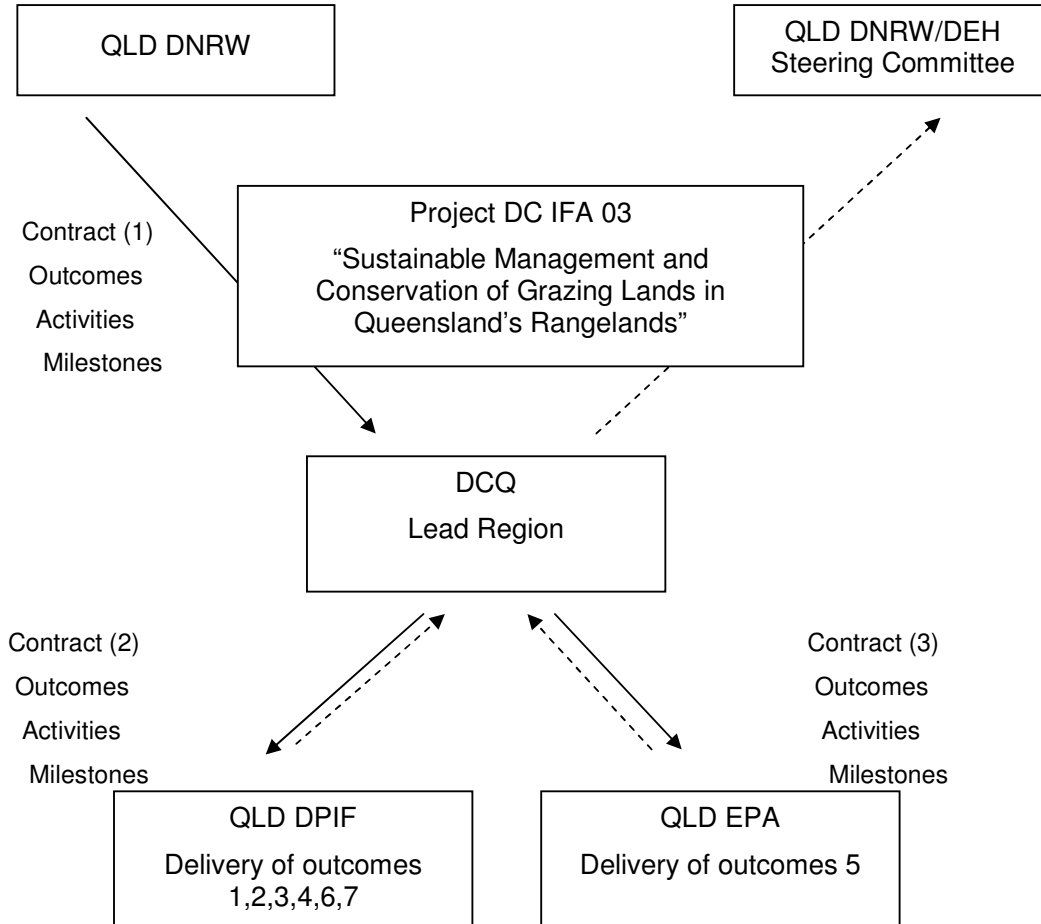 QLD DNRW
QLD DNRW/DEH
Steering Committee
Project DC IFA 03
“Sustainable Management and
Conservation of Grazing Lands in
Queensland’s Rangelands”
Contract (1)
Outcomes
Activities
Milestones
DCQ
Lead Region
Contract (2)
Outcomes
Activities
Milestones
Contract (3)
Outcomes
Activities
Milestones
QLD DPIF
Delivery of outcomes
1,2,3,4,6,7
QLD EPA
Delivery of outcomes 5